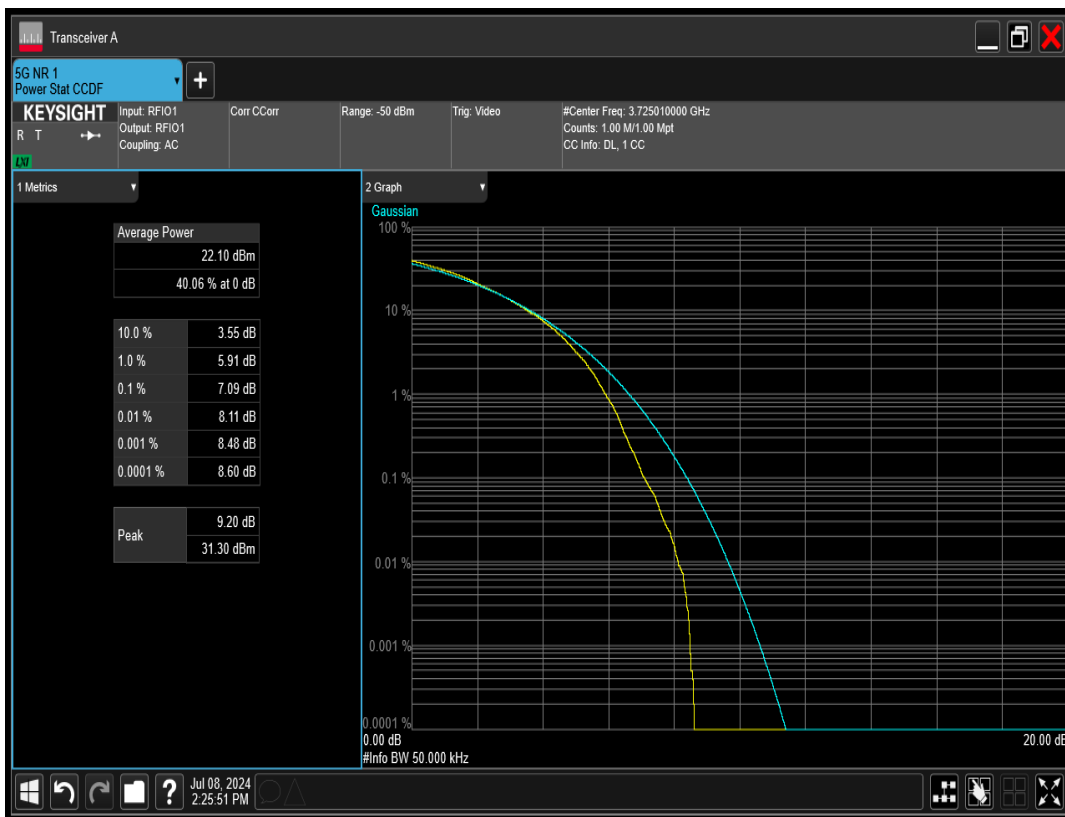 Transceiver A
5G NR 1
Power Stat CCDF
+
KEYSIGHT
R T
LXI
Input: RFIO1
Output: RFIO1
Coupling: AC
Corr CCorr
Range: -50 dBm
Trig: Video
#Center Freq: 3.725010000 GHz
Counts: 1.00 M/1.00 Mpt
CC Info: DL, 1 CC
1 Metrics
Average Power
22.10 dBm
40.06 % at 0 dB
10.0 % 3.55 dB
1.0 % 5.91 dB
0.1 % 7.09 dB
0.01 % 8.11 dB
0.001 % 8.48 dB
0.0001 % 8.60 dB
Peak
9.20 dB
31.30 dBm
2 Graph
Gaussian
100 %
10 %
1 %
0.1 %
0.01 %
0.001 %
0.0001 %
0.00 dB
20.00 dB
#Info BW 50.000 kHz
?
Jul 08, 2024
2:25:51 PM